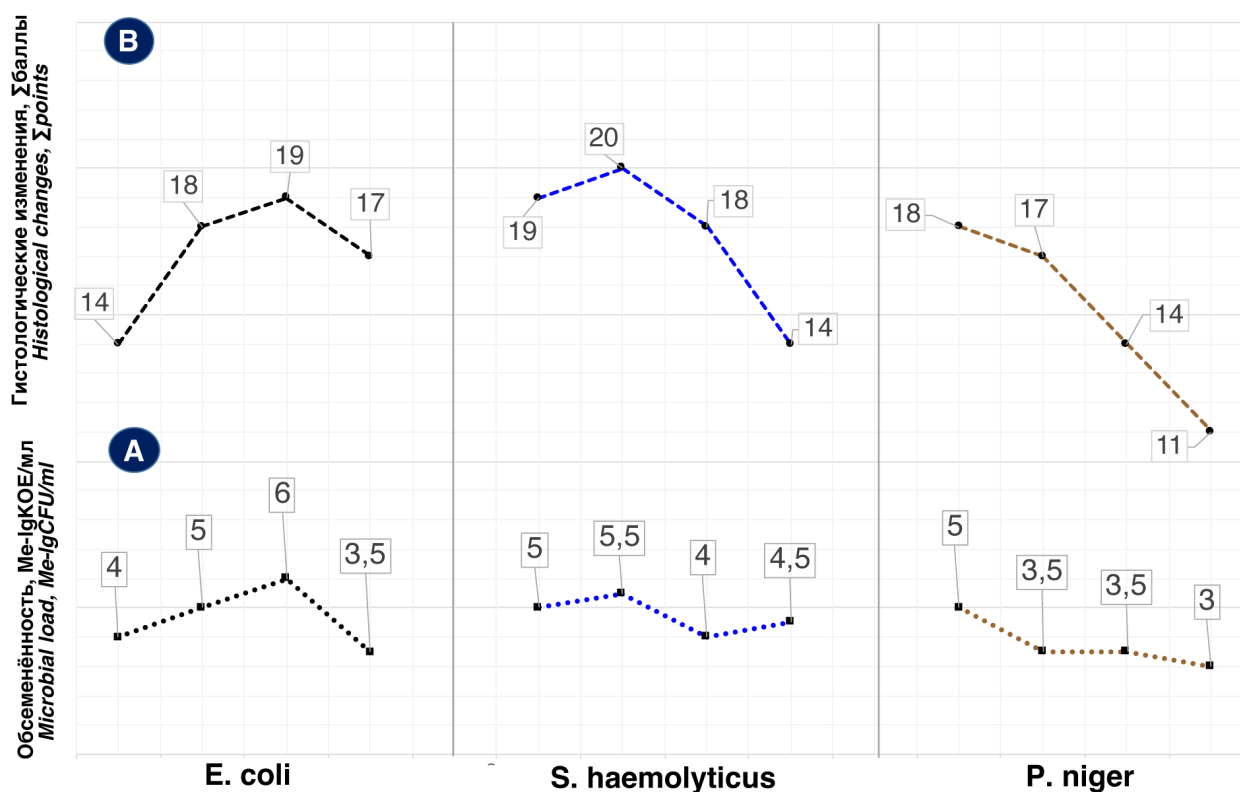 B
Гистологические изменения, Σбаллы
Histological changes, Σpoints
14
18
19
17
19
20
18
14
18
17
14
11
A
Обсеменённость, Me-lgКОЕ/мл
Microbial load, Me-lgCFU/ml
4
5
6
3,5
5
5,5
4
4,5
5
3,5
3,5
3
E. coli
S. haemolyticus
P. niger